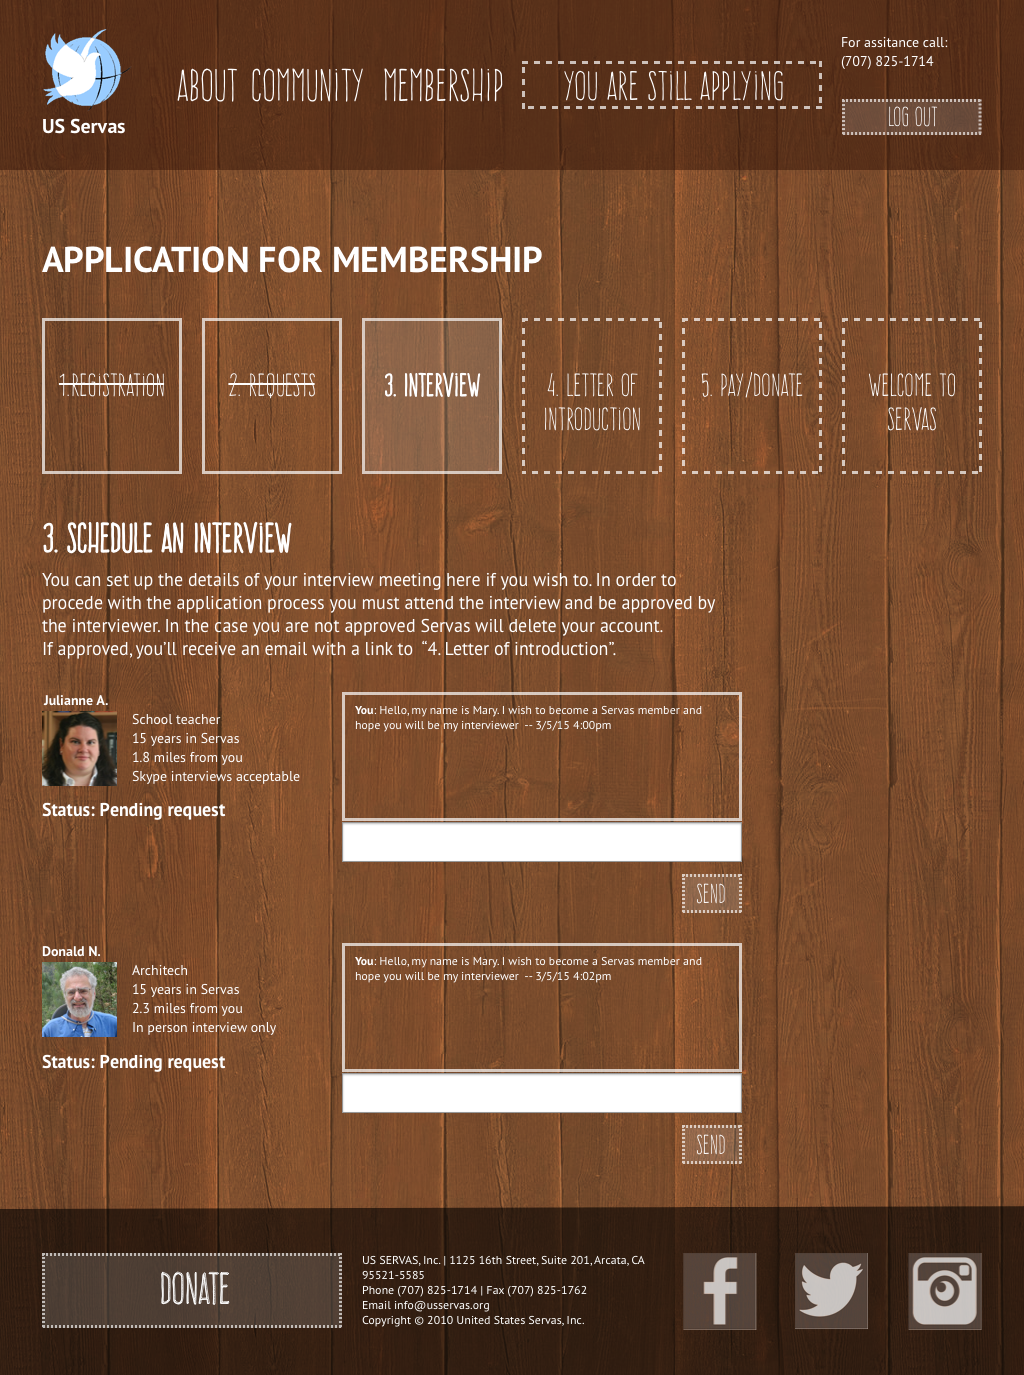 US Servas
ABOUT COMMUNITY MEMBERSHIP
YOU ARE STILL APPLYING
For assitance call:
(707) 825-1714
LOG OUT
APPLICATION FOR MEMBERSHIP
1.REGISTRATION
2. REQUESTS
3. INTERVIEW
4. LETTER OF
INTRODUCTION
5. PAY/DONATE
WELCOME TO
SERVAS
3. SCHEDULE AN INTERVIEW
You can set up the details of your interview meeting here if you wish to. In order to
procede with the application process you must attend the interview and be approved by
the interviewer. In the case you are not approved Servas will delete your account.
If approved, you'll receive an email with a link to “4. Letter of introduction”.
Julianne A.
School teacher
15 years in Servas
1.8 miles from you
Skype interviews acceptable
Status: Pending request
You: Hello, my name is Mary. I wish to become a Servas member and
hope you will be my interviewer -- 3/5/15 4:00pm
SEND
Donald N.
Architech
15 years in Servas
2.3 miles from you
In person interview only
Status: Pending request
You: Hello, my name is Mary. I wish to become a Servas member and
hope you will be my interviewer -- 3/5/15 4:02pm
SEND
DONATE
US SERVAS, Inc. | 1125 16th Street, Suite 201, Arcata, CA
95521-5585
Phone (707) 825-1714 | Fax (707) 825-1762
Email info@usservas.org
Copyright © 2010 United States Servas, Inc.